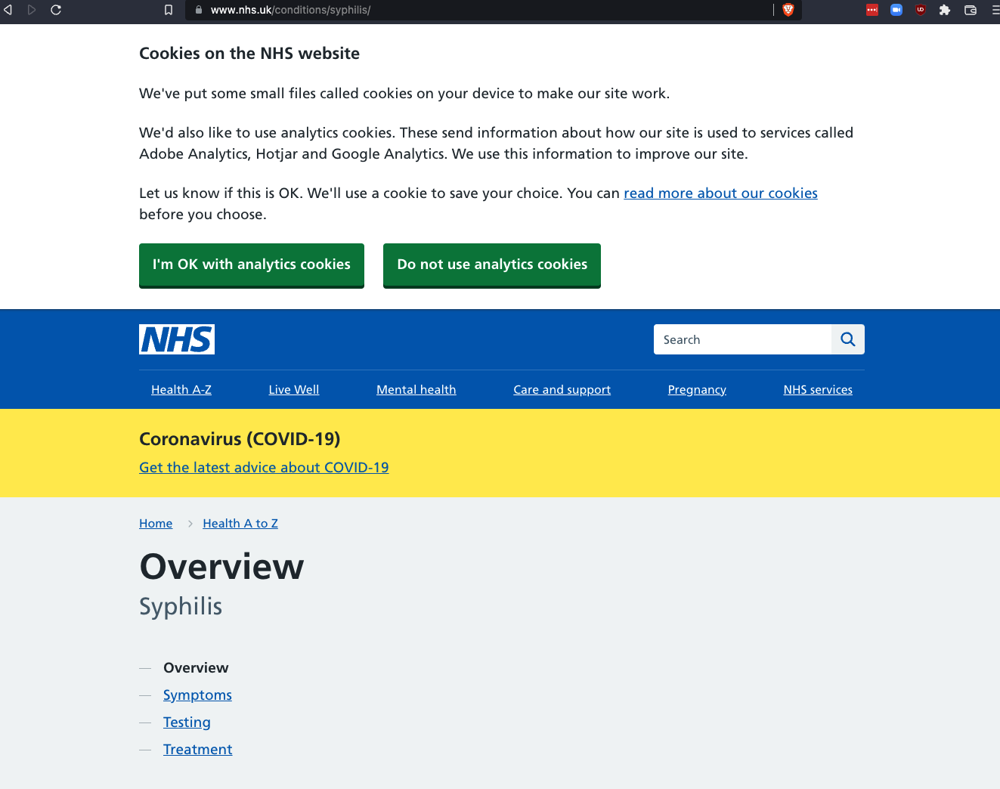 www.nhs.uk/conditions/syphilis/
Cookies on the NHS website
We've put some small files called cookies on your device to make our site work.
We'd also like to use analytics cookies. These send information about how our site is used to services called
Adobe Analytics, Hotjar and Google Analytics. We use this information to improve our site.
Let us know if this is OK. We'll use a cookie to save your choice. You can read more about our cookies
before you choose.
I'm OK with analytics cookies Do not use analytics cookies
NHS Search
Health A-Z Live Well Mental health Care and support Pregnancy NHS services
Coronavirus (COVID-19)
Get the latest advice about COVID-19
Home Health A to Z
Overview
Syphilis
Overview
Symptoms
Testing
Treatment